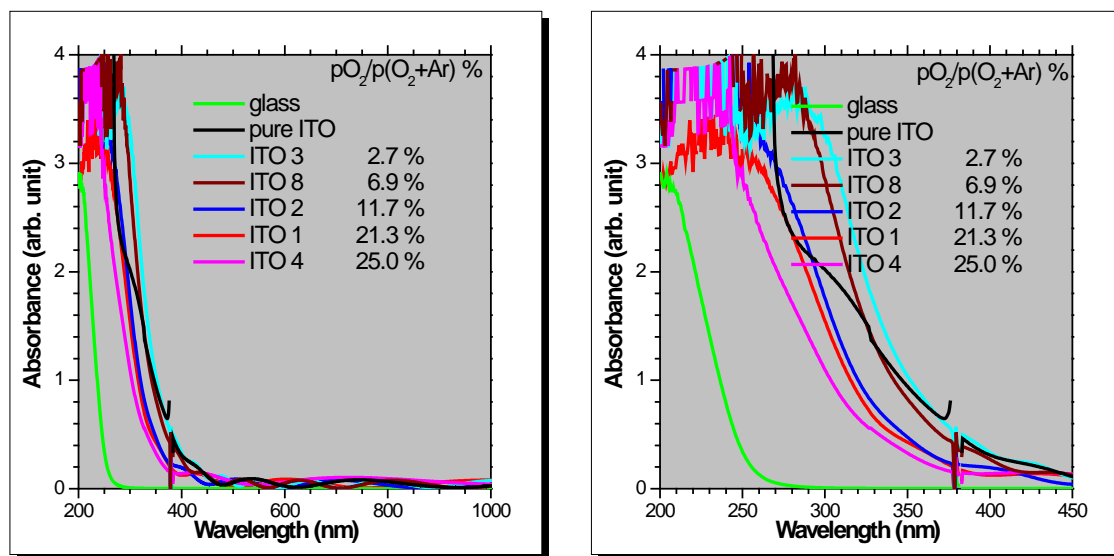 4
pO2/p(O2+Ar) %
glass
pure ITO
3
ITO 3 2.7 %
ITO 8 6.9 %
ITO 2 11.7 %
ITO 1 21.3 %
2
ITO 4 25.0 %
1
0
200 400 600 800 1000
Wavelength (nm)
Absorbance (arb. unit)
4
pO2/p(O2+Ar) %
glass
pure ITO
3
ITO 3 2.7 %
ITO 8 6.9 %
ITO 2 11.7 %
ITO 1 21.3 %
2
ITO 4 25.0 %
1
0
200 250 300 350 400 450
Wavelength (nm)
Absorbance (arb. unit)